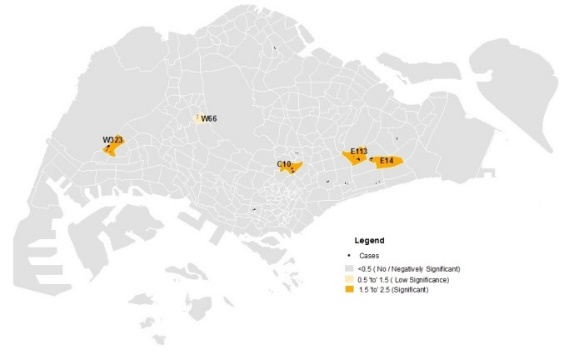 W66
W323
E113
C10
E14
Legend
Cases
<0.5 ( No / Negatively Significant)
0.5 'to' 1.5 ( Low Significance)
1.5 'to' 2.5 (Significant)